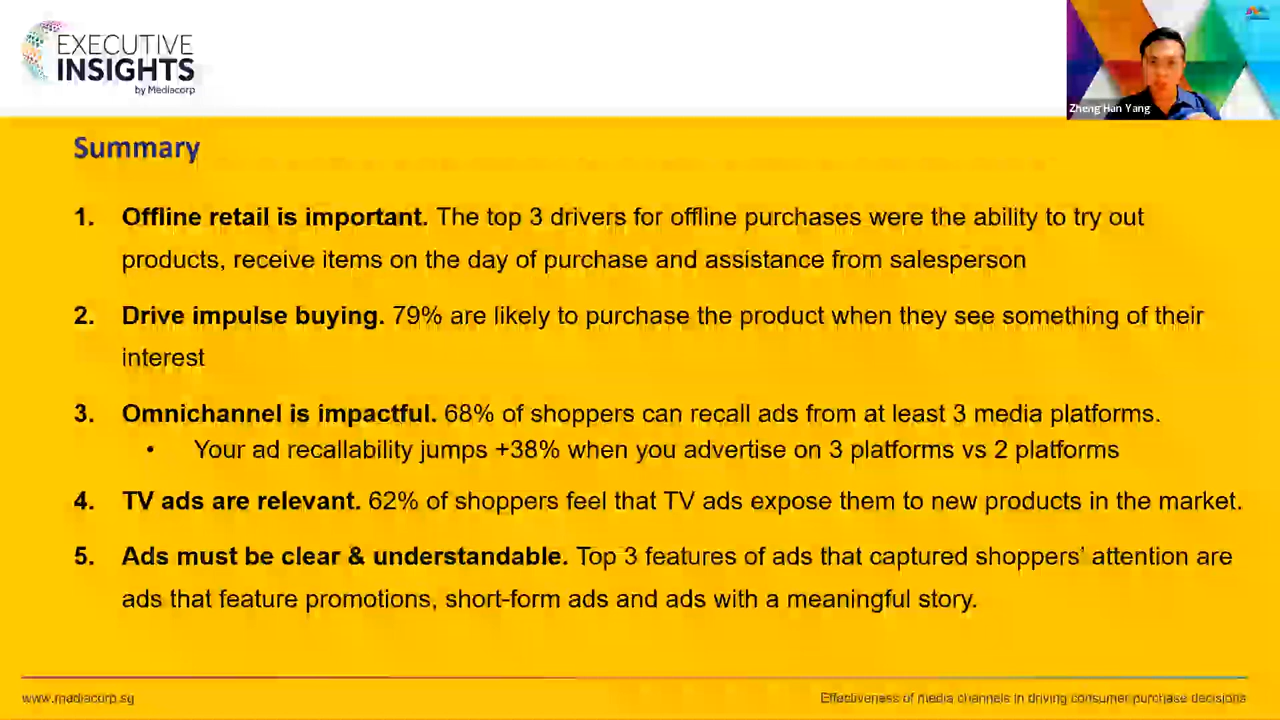 EXECUTIVE
INSIGHTS
by Mediacorp
Zheng Han Yang
Summary
1. Offline retail is important. The top 3 drivers for offline purchases were the ability to try out
products, receive items on the day of purchase and assistance from salesperson
2. Drive impulse buying. 79% are likely to purchase the product when they see something of their
interest
3. Omnichannel is impactful. 68% of shoppers can recall ads from at least 3 media platforms.
• Your ad recallability jumps +38% when you advertise on 3 platforms vs 2 platforms
4. TV ads are relevant. 62% of shoppers feel that TV ads expose them to new products in the market.
5. Ads must be clear & understandable. Top 3 features of ads that captured shoppers’ attention are
ads that feature promotions, short-form ads and ads with a meaningful story.
www.mediacorp.sg
Effectiveness of media channels in driving consumer purchase decisions